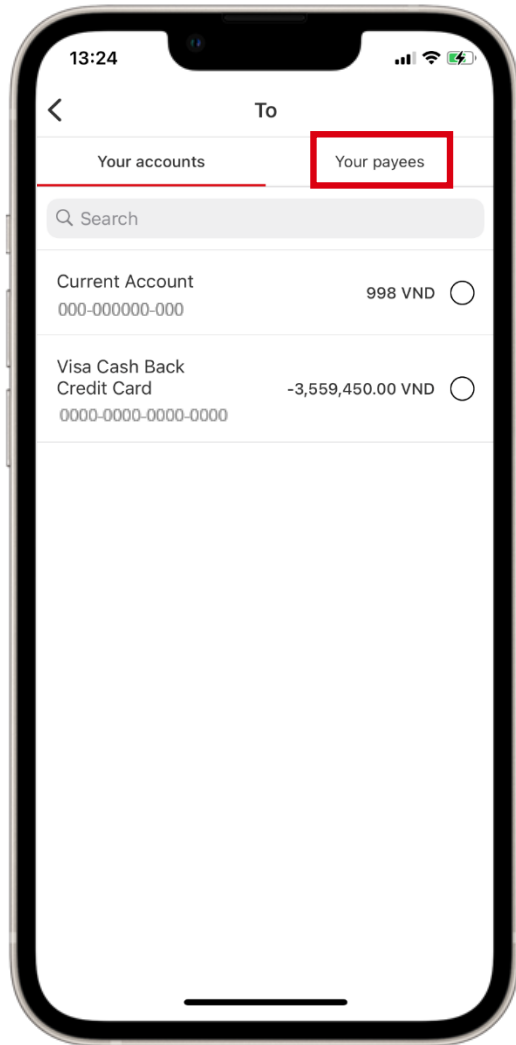 13:24
To
Your accounts
Your payees
Search
Current Account
998 VND
000-000000-000
Visa Cash Back
Credit Card
-3,559,450.00 VND
0000-0000-0000-0000